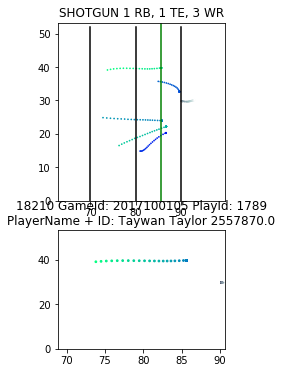 SHOTGUN 1 RB, 1 TE, 3 WR
50
40
30
20
10
0
70 80 90
18210 GameId: 2017100105 PlayId: 1789
PlayerName + ID: Taywan Taylor 2557870.0
40
20
0
70 75 80 85 90